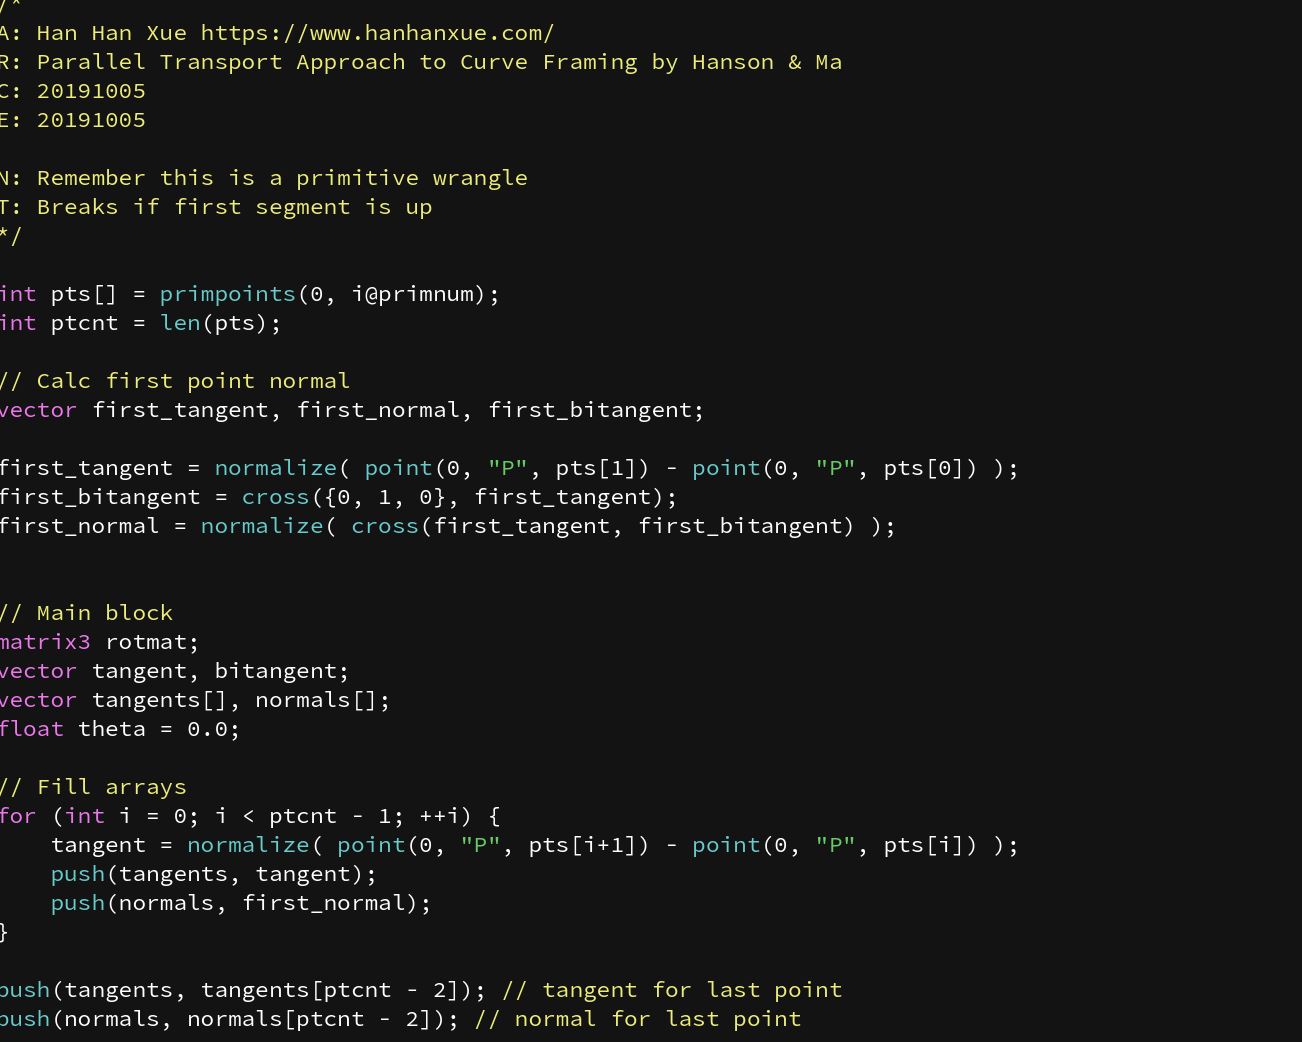 /*
A: Han Han Xue https://www.hanhanxue.com/
R: Parallel Transport Approach to Curve Framing by Hanson & Ma
C: 20191005
E: 20191005
N: Remember this is a primitive wrangle
T: Breaks if first segment is up
*/
int pts[] = primpoints(0, i@primnum);
int ptcnt = len(pts);
// Calc first point normal
vector first_tangent, first_normal, first_bitangent;
first_tangent = normalize( point(0, "P", pts[1]) - point(0, "P", pts[0]) );
first_bitangent = cross({0, 1, 0}, first_tangent);
first_normal = normalize( cross(first_tangent, first_bitangent) );
// Main block
matrix3 rotmat;
vector tangent, bitangent;
vector tangents[], normals[];
float theta = 0.0;
// Fill arrays
for (int i = 0; i < ptcnt - 1; ++i) {
    tangent = normalize( point(0, "P", pts[i+1]) - point(0, "P", pts[i]) );
    push(tangents, tangent);
    push(normals, first_normal);
}
push(tangents, tangents[ptcnt - 2]); // tangent for last point
push(normals, normals[ptcnt - 2]); // normal for last point